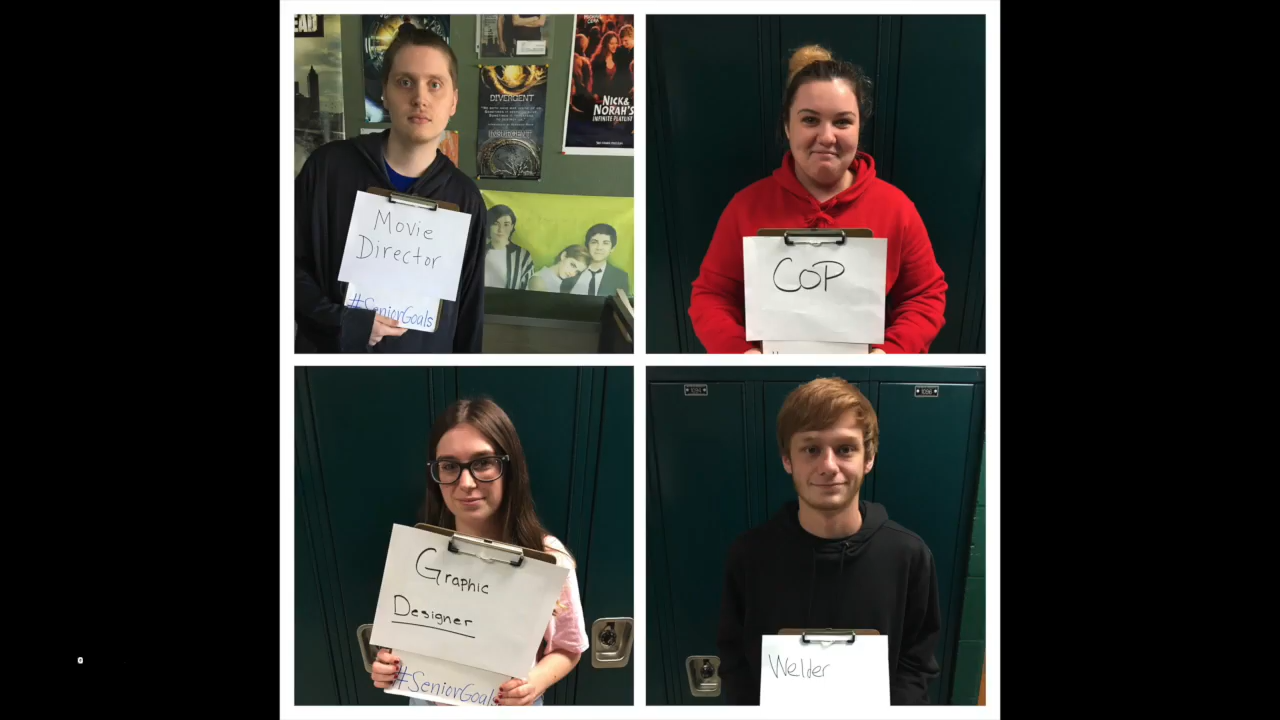 Movie
Director
#SeniorGoals
DIVERGENT
NICK &
NORAH'S
INFINITE PLAYLIST
COP
Graphic
Designer
#SeniorGoals
Welder